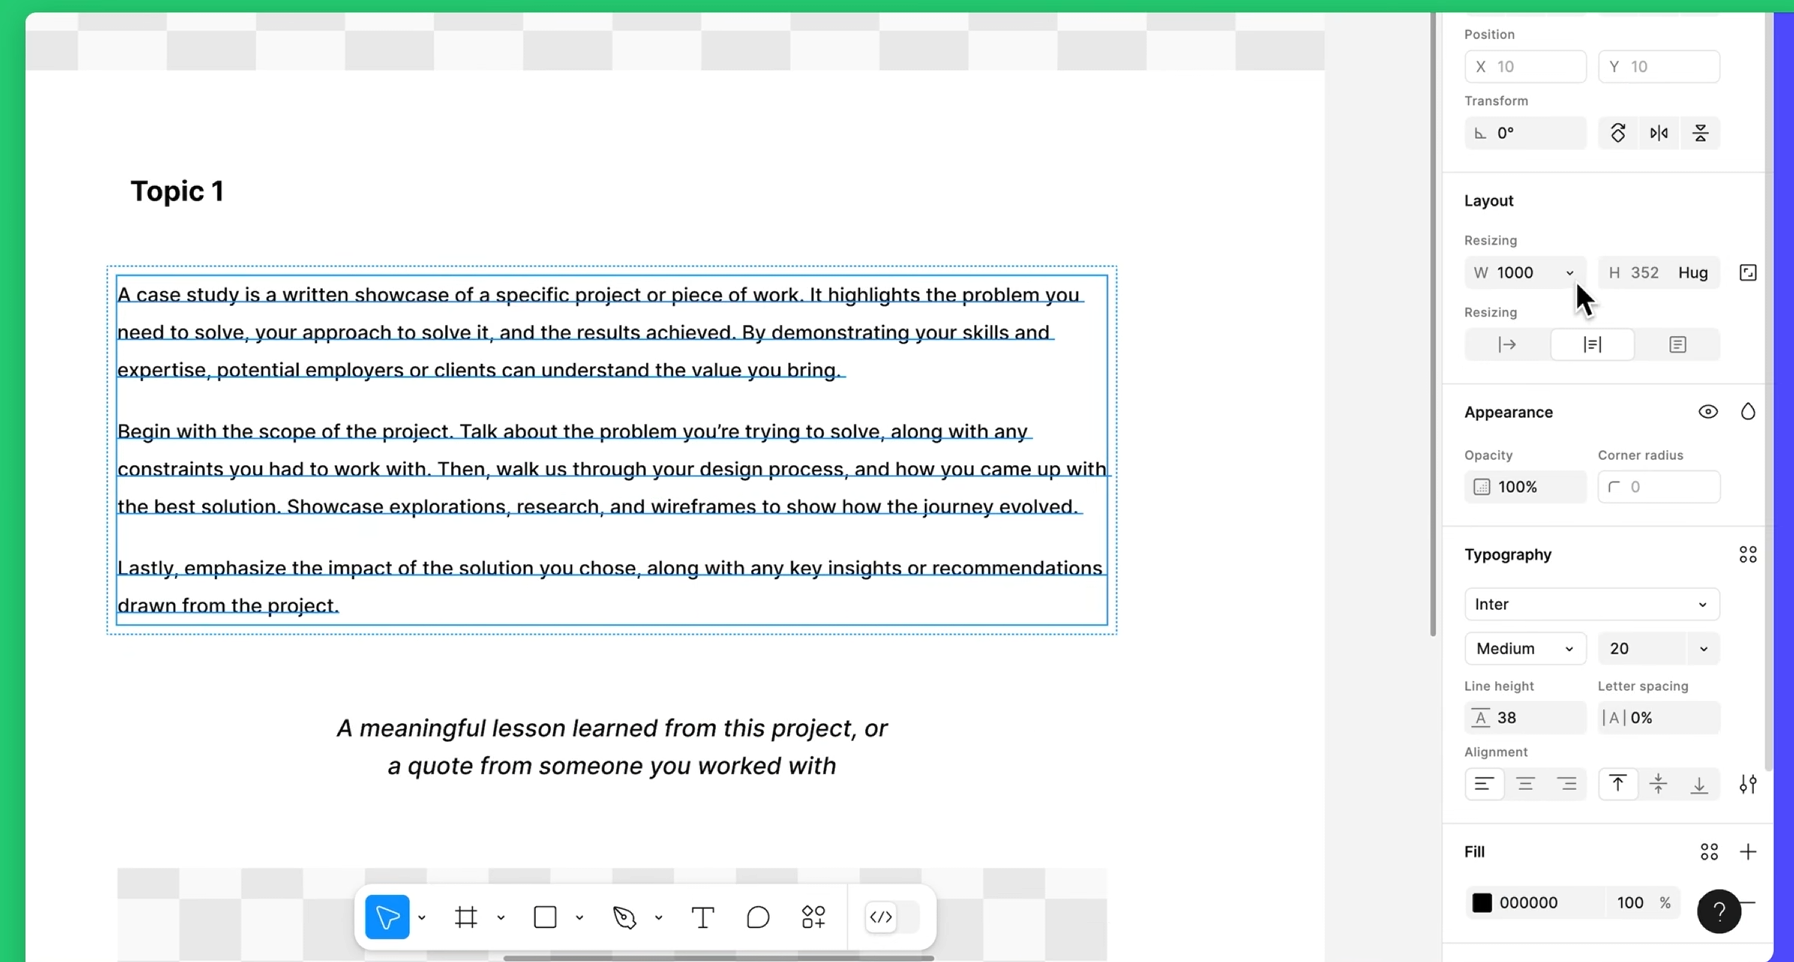 Topic 1
A case study is a written showcase of a specific project or piece of work. It highlights the problem you
need to solve, your approach to solve it, and the results achieved. By demonstrating your skills and
expertise, potential employers or clients can understand the value you bring.
Begin with the scope of the project. Talk about the problem you’re trying to solve, along with any
constraints you had to work with. Then, walk us through your design process, and how you came up with
the best solution. Showcase explorations, research, and wireframes to show how the journey evolved.
Lastly, emphasize the impact of the solution you chose, along with any key insights or recommendations
drawn from the project.
A meaningful lesson learned from this project, or
a quote from someone you worked with
Position
X 10 Y 10
Transform
0°
Layout
Resizing
W 1000 H 352 Hug
Resizing
Appearance
Opacity Corner radius
100% 0
Typography
Inter
Medium 20
Line height Letter spacing
A 38 |A| 0%
Alignment
Fill
000000 100 %
?